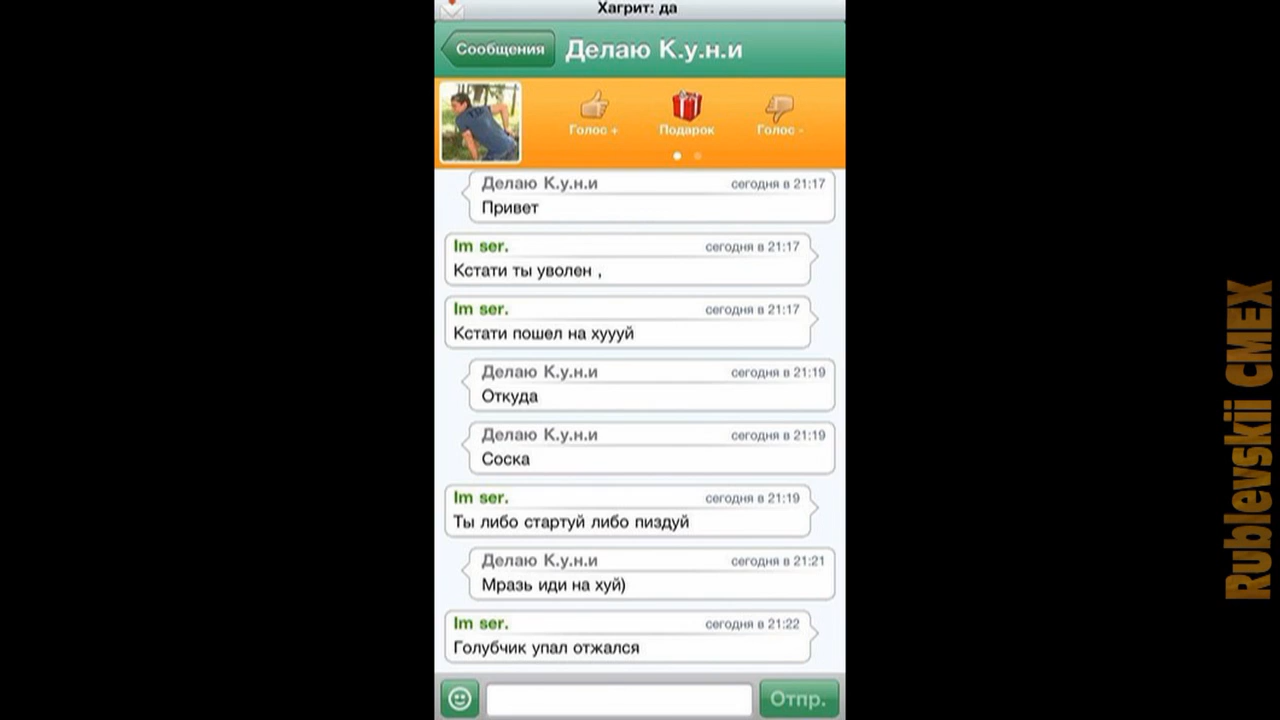 Хагрит: да
Сообщения
Делаю К.у.н.и
Голос +
Подарок
Голос -
Делаю К.у.н.и сегодня в 21:17
Привет
Im ser. сегодня в 21:17
Кстати ты уволен ,
Im ser. сегодня в 21:17
Кстати пошел на хуууй
Делаю К.у.н.и сегодня в 21:19
Откуда
Делаю К.у.н.и сегодня в 21:19
Соска
Im ser. сегодня в 21:19
Ты либо стартуй либо пиздуй
Делаю К.у.н.и сегодня в 21:21
Мразь иди на хуй)
Im ser. сегодня в 21:22
Голубчик упал отжался
Отпр.
Rublevskii СМЕХ